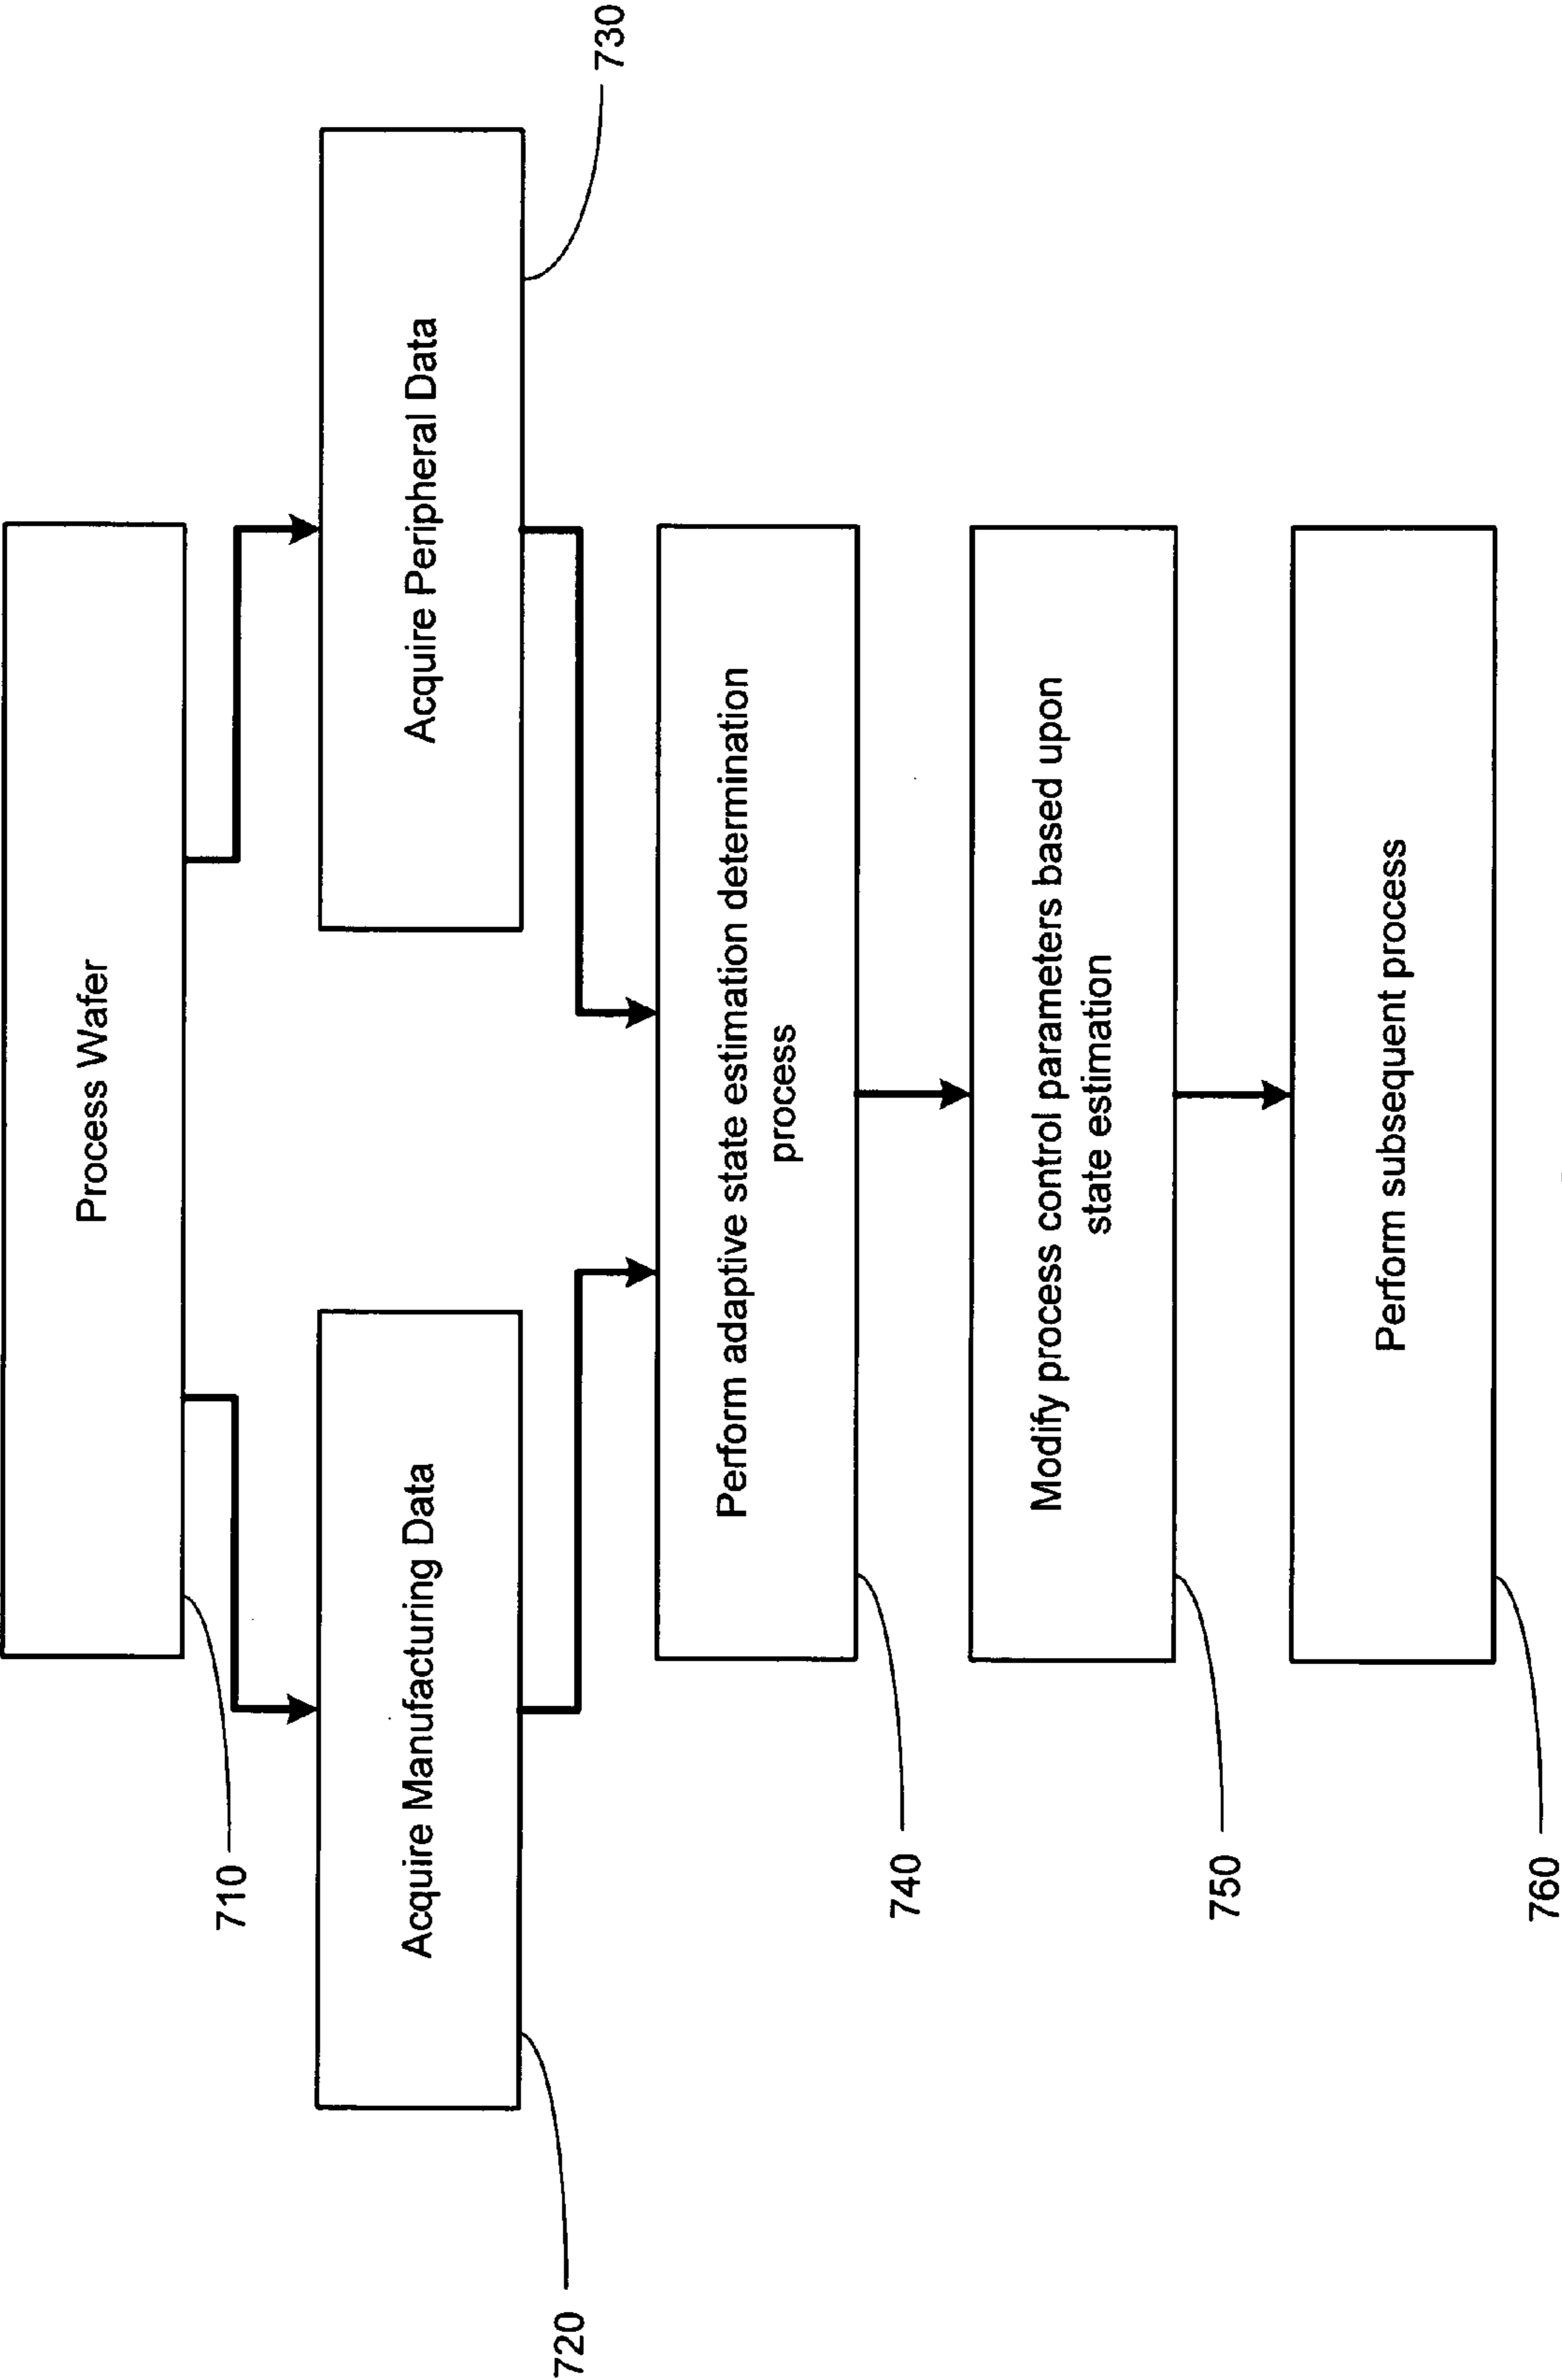 Process Wafer
710
Acquire Manufacturing Data
720
Acquire Peripheral Data
730
Perform adaptive state estimation determination
process
740
Modify process control parameters based upon
state estimation
750
Perform subsequent process
760